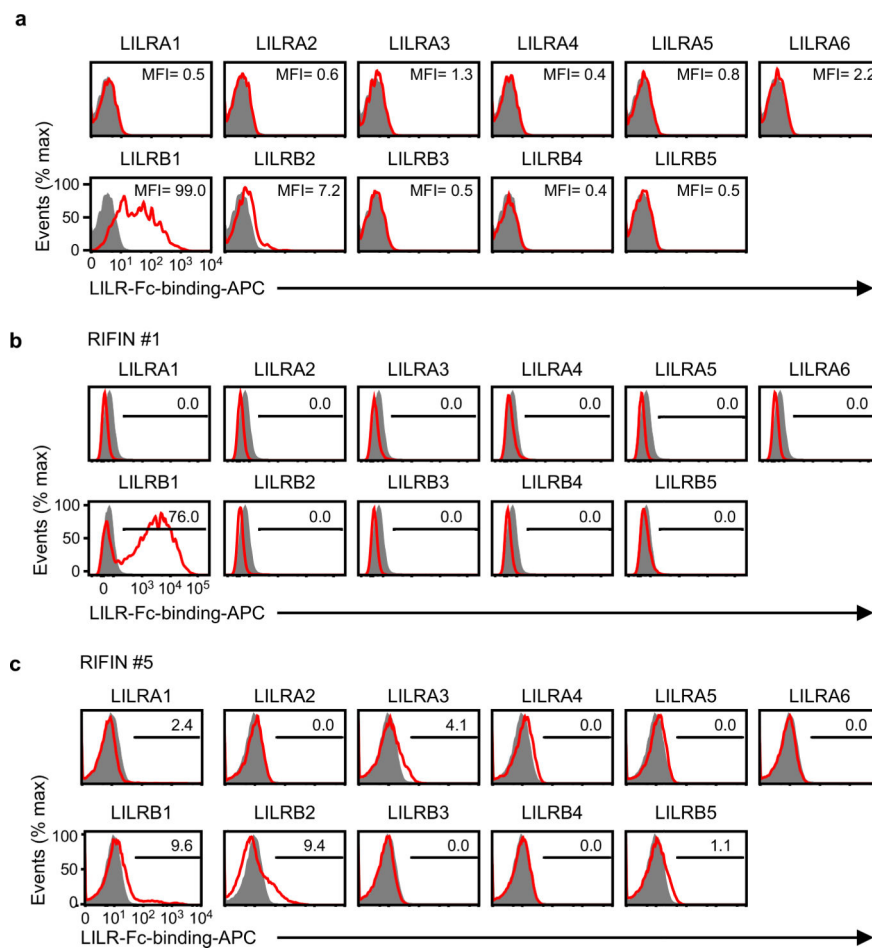 a
LILRA1 LILRA2 LILRA3 LILRA4 LILRA5 LILRA6
MFI= 0.5 MFI= 0.6 MFI= 1.3 MFI= 0.4 MFI= 0.8 MFI= 2.2
LILRB1 LILRB2 LILRB3 LILRB4 LILRB5
MFI= 99.0 MFI= 7.2 MFI= 0.5 MFI= 0.4 MFI= 0.5
Events (% max)
100
50
0
0 10¹ 10² 10³ 10⁴
LILR-Fc-binding-APC
b RIFIN #1
LILRA1 LILRA2 LILRA3 LILRA4 LILRA5 LILRA6
0.0 0.0 0.0 0.0 0.0 0.0
LILRB1 LILRB2 LILRB3 LILRB4 LILRB5
76.0 0.0 0.0 0.0 0.0
Events (% max)
100
50
0
0 10³ 10⁴ 10⁵
LILR-Fc-binding-APC
c RIFIN #5
LILRA1 LILRA2 LILRA3 LILRA4 LILRA5 LILRA6
2.4 0.0 4.1 0.0 0.0 0.0
LILRB1 LILRB2 LILRB3 LILRB4 LILRB5
9.6 9.4 0.0 0.0 1.1
Events (% max)
100
50
0
0 10¹ 10² 10³ 10⁴
LILR-Fc-binding-APC